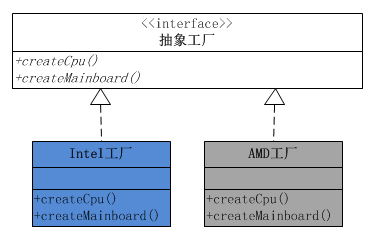 <<interface>>
抽象工厂
+createCpu()
+createMainboard()
Intel工厂
+createCpu()
+createMainboard()
AMD工厂
+createCpu()
+createMainboard()